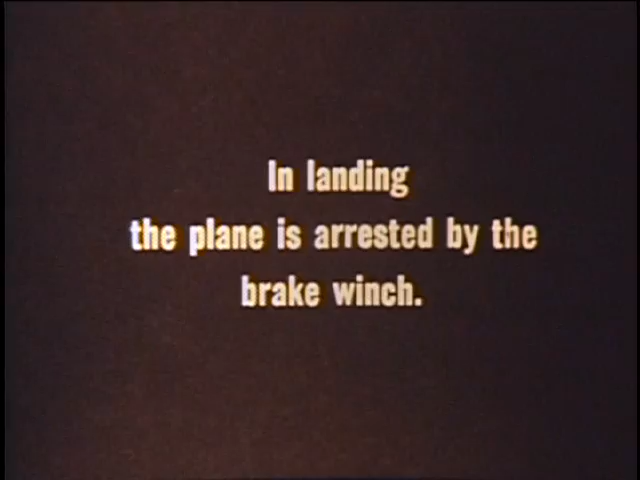 In landing
the plane is arrested by the
brake winch.